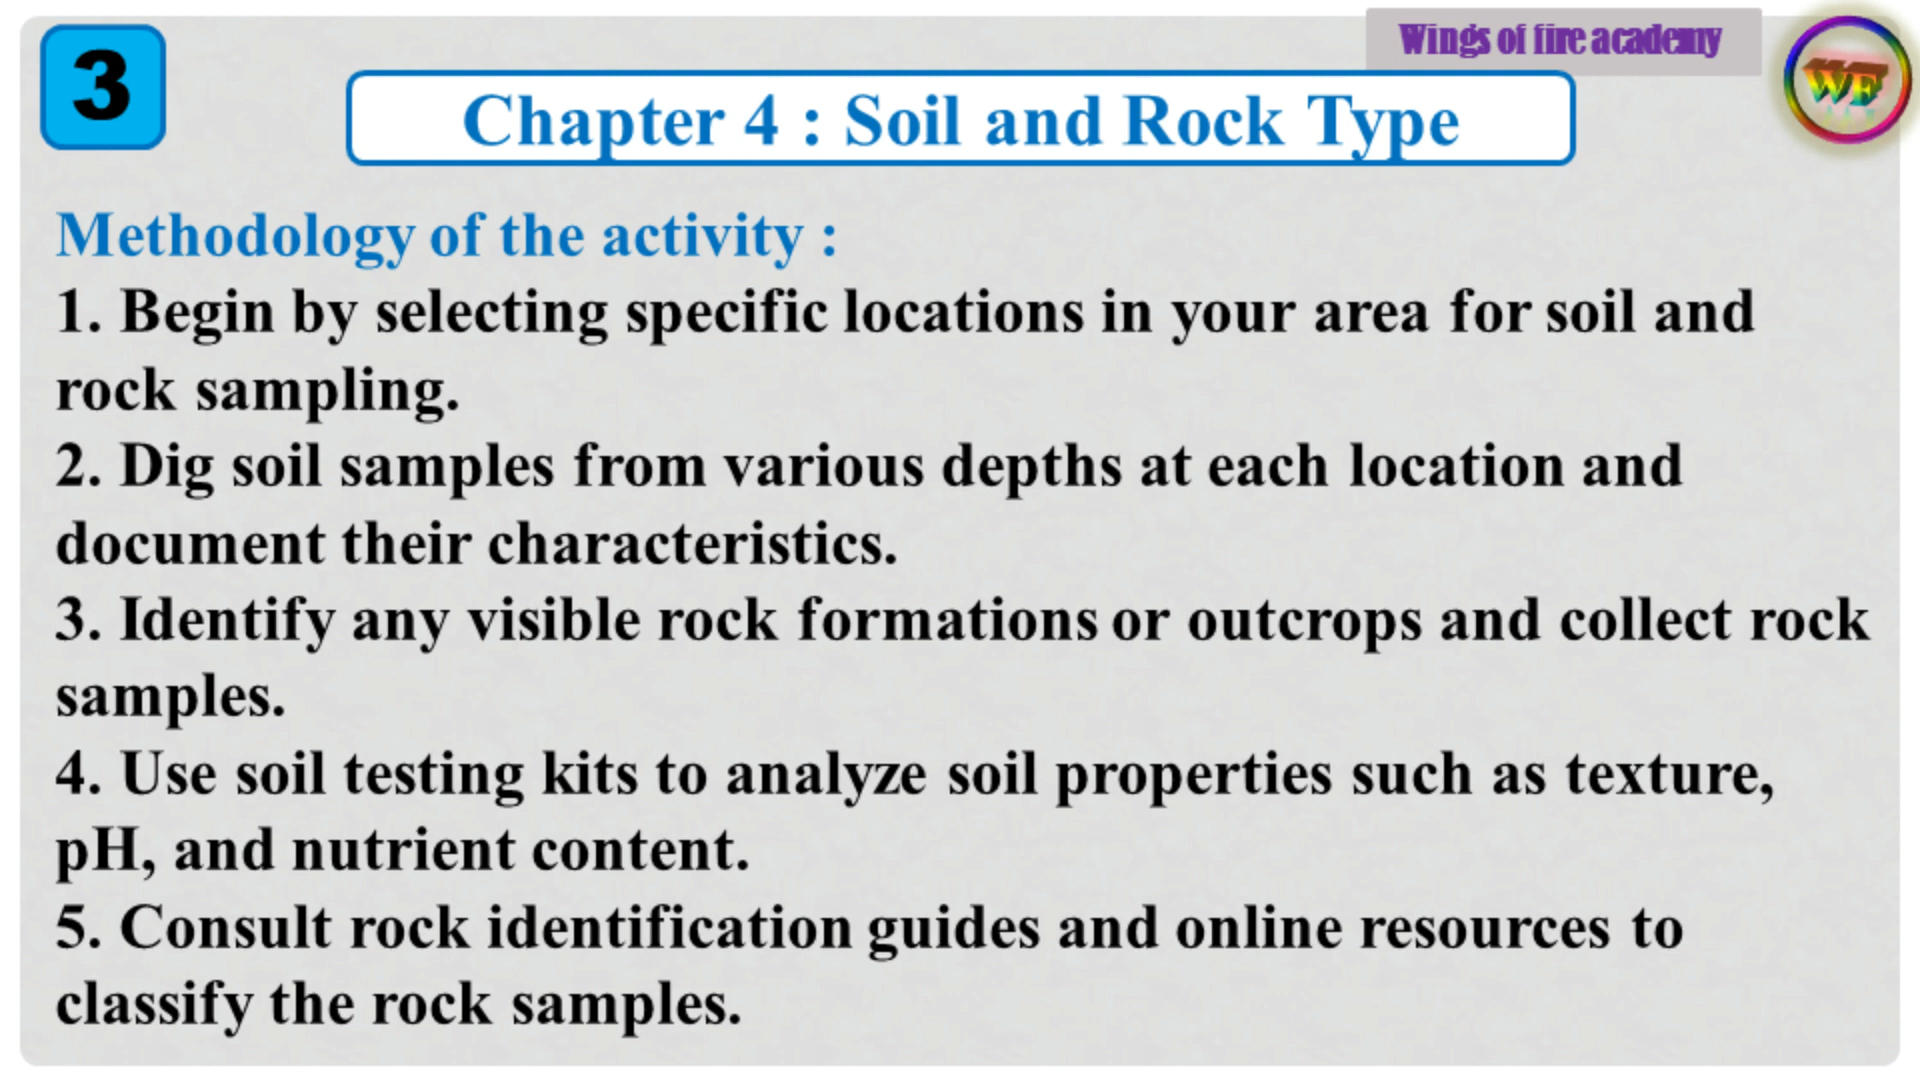 3
Wings of fire academy
WF
Chapter 4 : Soil and Rock Type
Methodology of the activity :
1. Begin by selecting specific locations in your area for soil and
rock sampling.
2. Dig soil samples from various depths at each location and
document their characteristics.
3. Identify any visible rock formations or outcrops and collect rock
samples.
4. Use soil testing kits to analyze soil properties such as texture,
pH, and nutrient content.
5. Consult rock identification guides and online resources to
classify the rock samples.